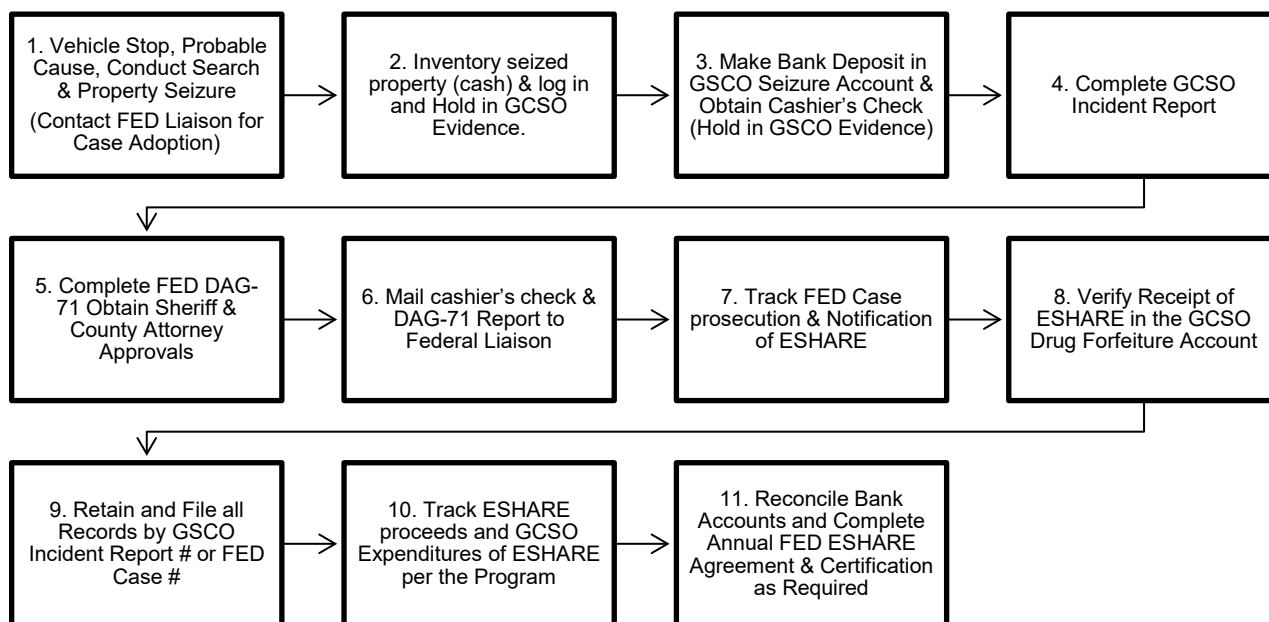 1. Vehicle Stop, Probable
Cause, Conduct Search
& Property Seizure
(Contact FED Liaison for
Case Adoption)
2. Inventory seized
property (cash) & log in
and Hold in GCSO
Evidence.
3. Make Bank Deposit in
GSCO Seizure Account &
Obtain Cashier’s Check
(Hold in GSCO Evidence)
4. Complete GCSO
Incident Report
5. Complete FED DAG-
71 Obtain Sheriff &
County Attorney
Approvals
6. Mail cashier’s check &
DAG-71 Report to
Federal Liaison
7. Track FED Case
prosecution & Notification
of ESHARE
8. Verify Receipt of
ESHARE in the GCSO
Drug Forfeiture Account
9. Retain and File all
Records by GSCO
Incident Report # or FED
Case #
10. Track ESHARE
proceeds and GCSO
Expenditures of ESHARE
per the Program
11. Reconcile Bank
Accounts and Complete
Annual FED ESHARE
Agreement & Certification
as Required